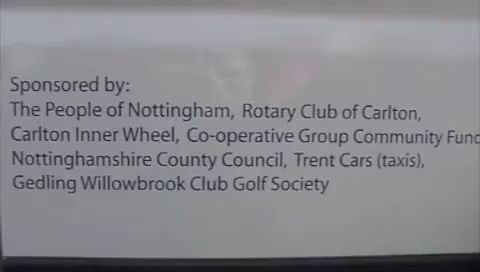 Sponsored by:
The People of Nottingham, Rotary Club of Carlton,
Carlton Inner Wheel, Co-operative Group Community Fund
Nottinghamshire County Council, Trent Cars (taxis),
Gedling Willowbrook Club Golf Society